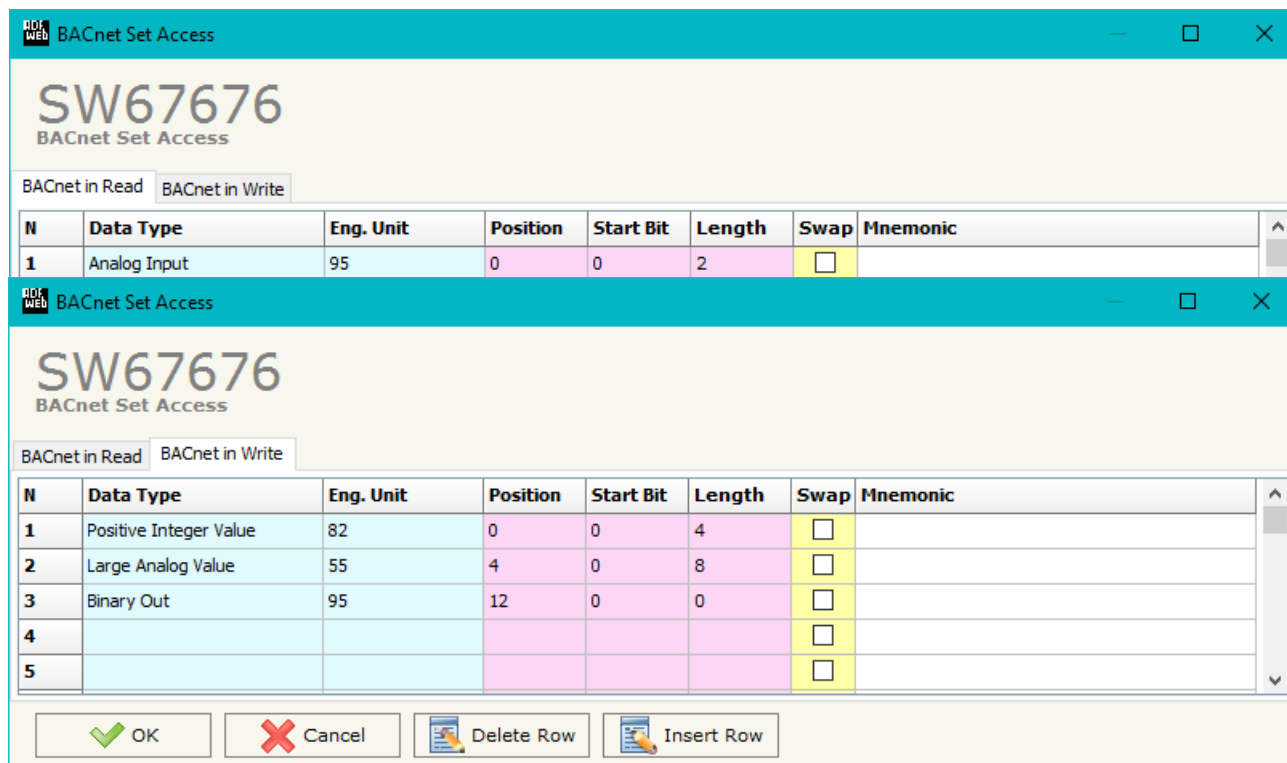 ADF WEB BACnet Set Access
SW67676
BACnet Set Access
BACnet in Read BACnet in Write
N Data Type Eng. Unit Position Start Bit Length Swap Mnemonic
1 Analog Input 95 0 0 2
ADF WEB BACnet Set Access
SW67676
BACnet Set Access
BACnet in Read BACnet in Write
N Data Type Eng. Unit Position Start Bit Length Swap Mnemonic
1 Positive Integer Value 82 0 0 4
2 Large Analog Value 55 4 0 8
3 Binary Out 95 12 0 0
4
5
OK Cancel Delete Row Insert Row